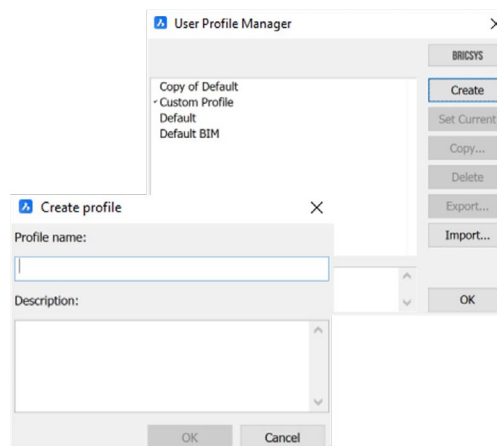 User Profile Manager
BRICSYS
Copy of Default
Custom Profile
Default
Default BIM
Create
Set Current
Copy...
Delete
Export...
Import...
OK
Create profile
Profile name:
Description:
OK
Cancel